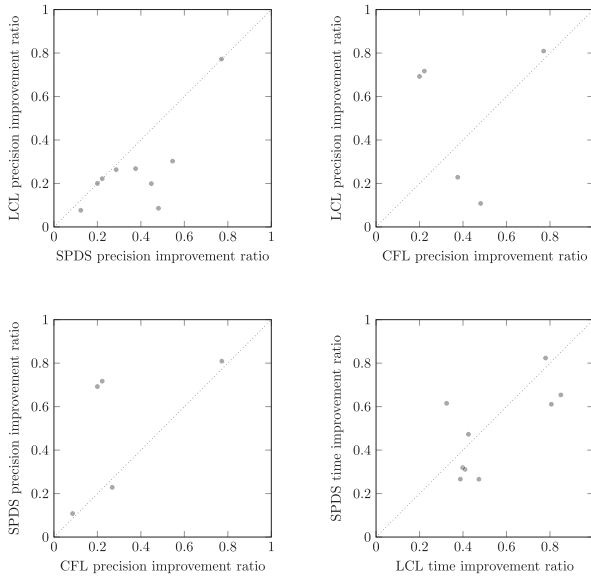 1
0.8
0.6
0.4
0.2
0
LCL precision improvement ratio
0 0.2 0.4 0.6 0.8 1
SPDS precision improvement ratio
1
0.8
0.6
0.4
0.2
0
LCL precision improvement ratio
0 0.2 0.4 0.6 0.8
CFL precision improvement ratio
1
0.8
0.6
0.4
0.2
0
SPDS precision improvement ratio
0 0.2 0.4 0.6 0.8 1
CFL precision improvement ratio
1
0.8
0.6
0.4
0.2
0
SPDS time improvement ratio
0 0.2 0.4 0.6 0.8
LCL time improvement ratio